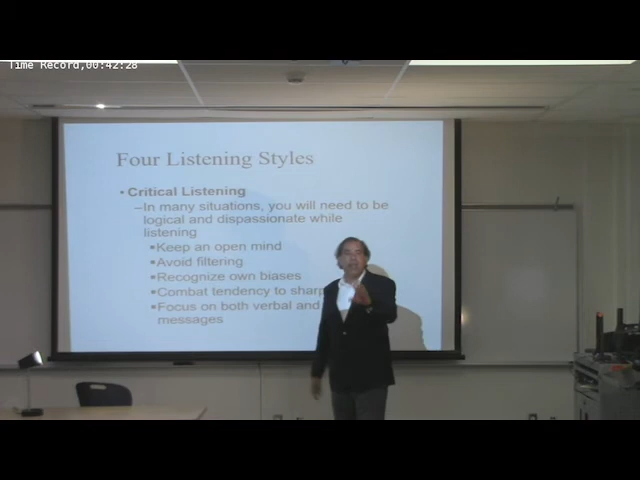 Time Record,00:42:28
Four Listening Styles
• Critical Listening
–In many situations, you will need to be
logical and dispassionate while
listening
▪Keep an open mind
▪Avoid filtering
▪Recognize own biases
▪Combat tendency to
▪Focus on both verbal and
messages